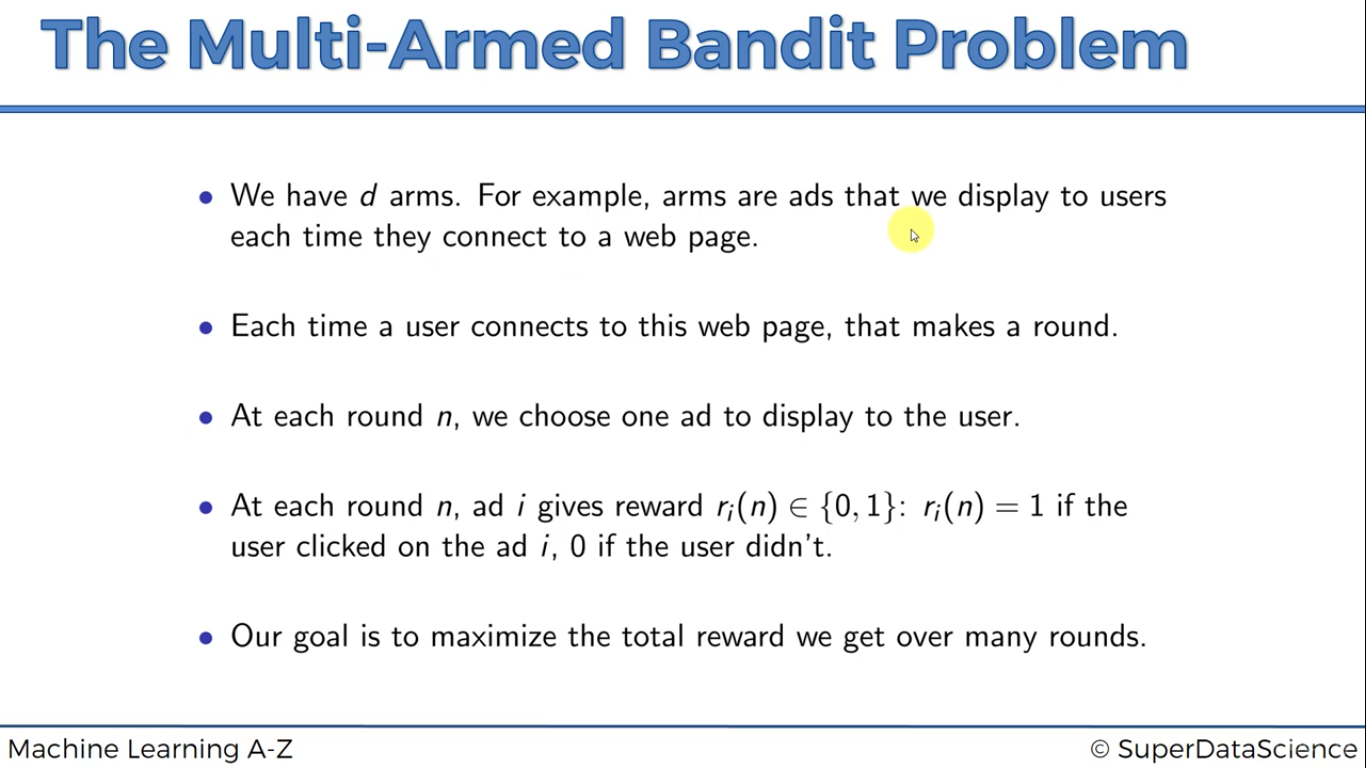 The Multi-Armed Bandit Problem
• We have d arms. For example, arms are ads that we display to users
each time they connect to a web page.
• Each time a user connects to this web page, that makes a round.
• At each round n, we choose one ad to display to the user.
• At each round n, ad i gives reward rᵢ(n) ∈ {0, 1}: rᵢ(n) = 1 if the
user clicked on the ad i, 0 if the user didn't.
• Our goal is to maximize the total reward we get over many rounds.
Machine Learning A-Z
© SuperDataScience